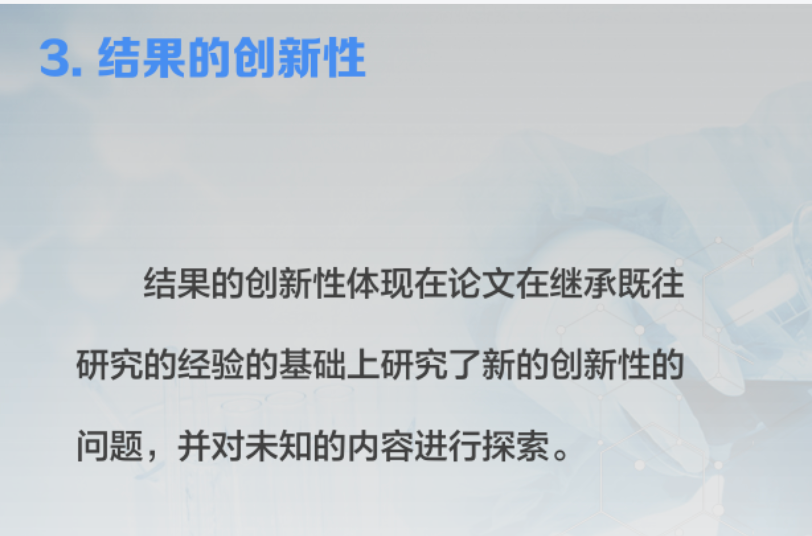 3. 结果的创新性
结果的创新性体现在论文在继承既往
研究的经验的基础上研究了新的创新性的
问题，并对未知的内容进行探索。